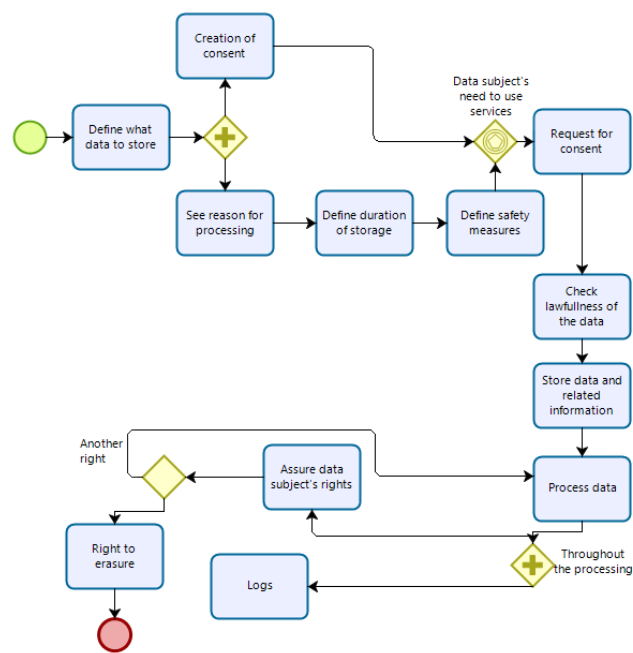 Creation of
consent
Data subject's
need to use
services
Define what
data to store
Request for
consent
See reason for
processing
Define duration
of storage
Define safety
measures
Check
lawfullness of
the data
Store data and
related
information
Another
right
Assure data
subject's rights
Process data
Right to
erasure
Logs
Throughout
the processing